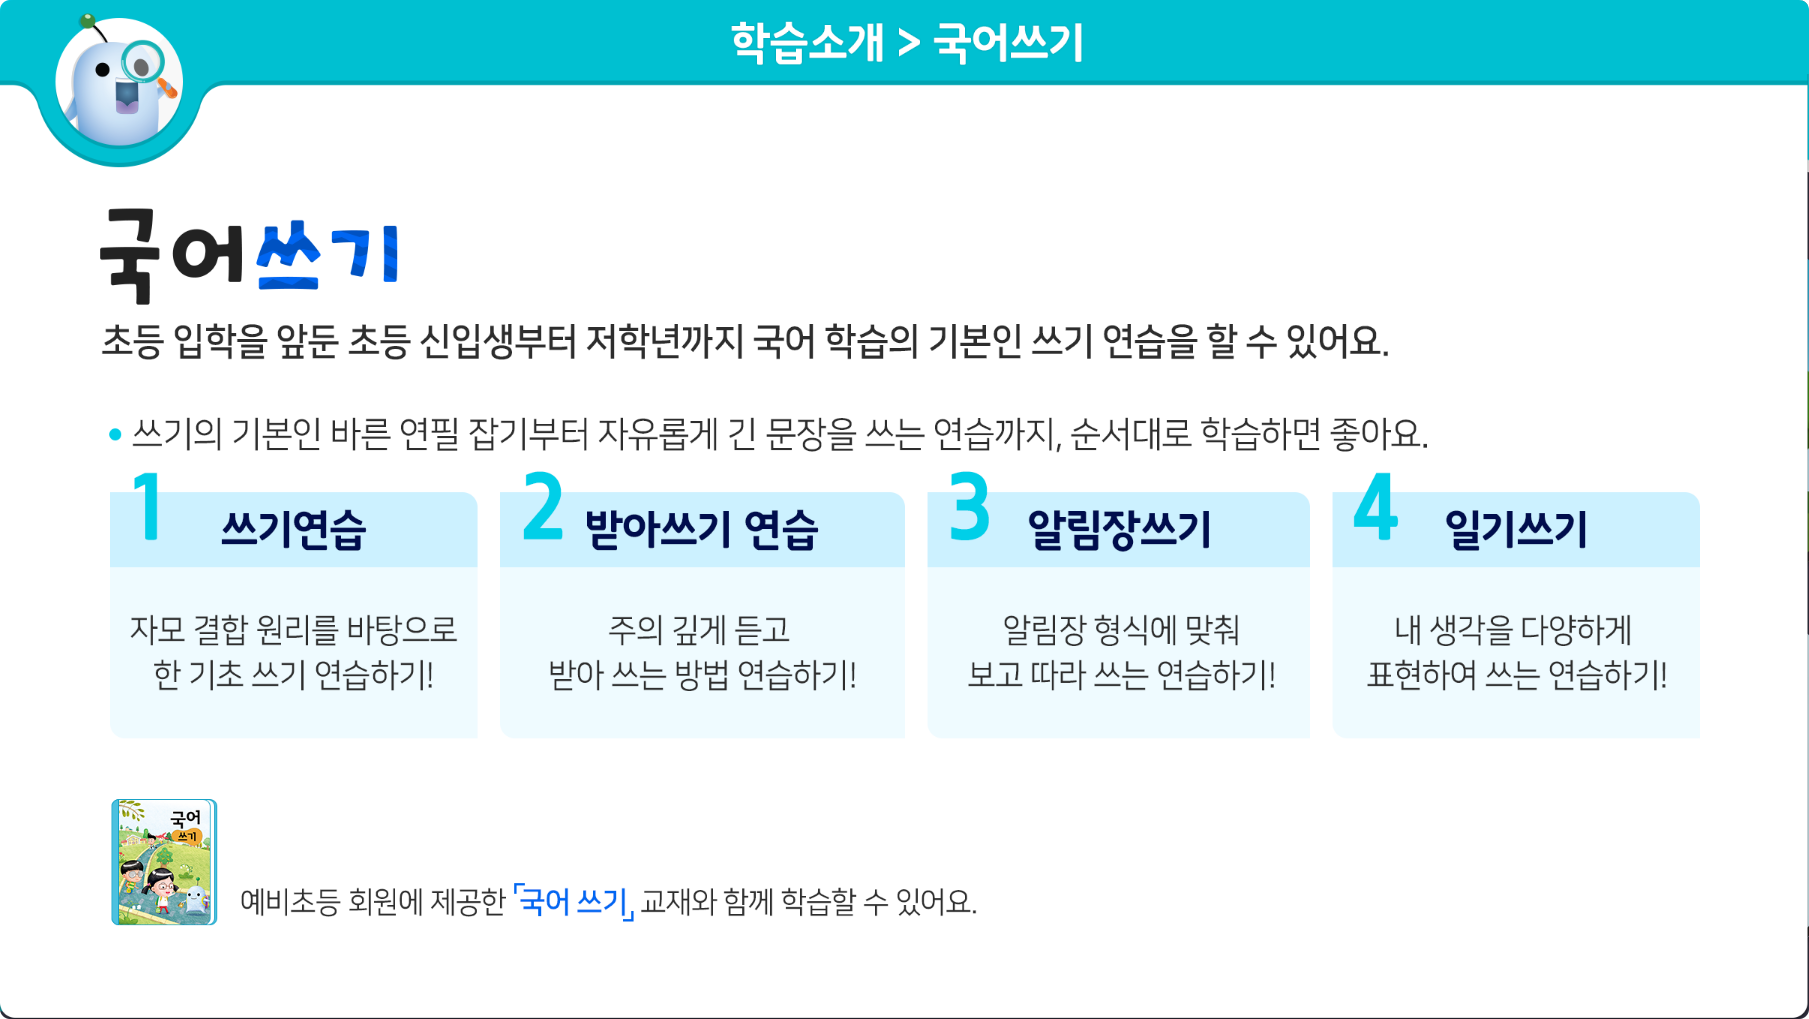 학습소개 > 국어쓰기
국어쓰기
초등 입학을 앞둔 초등 신입생부터 저학년까지 국어 학습의 기본인 쓰기 연습을 할 수 있어요.
• 쓰기의 기본인 바른 연필 잡기부터 자유롭게 긴 문장을 쓰는 연습까지, 순서대로 학습하면 좋아요.
1 쓰기연습
자모 결합 원리를 바탕으로
한 기초 쓰기 연습하기!
2 받아쓰기 연습
주의 깊게 듣고
받아 쓰는 방법 연습하기!
3 알림장쓰기
알림장 형식에 맞춰
보고 따라 쓰는 연습하기!
4 일기쓰기
내 생각을 다양하게
표현하여 쓰는 연습하기!
국어
쓰기
예비초등 회원에 제공한 「국어 쓰기」 교재와 함께 학습할 수 있어요.